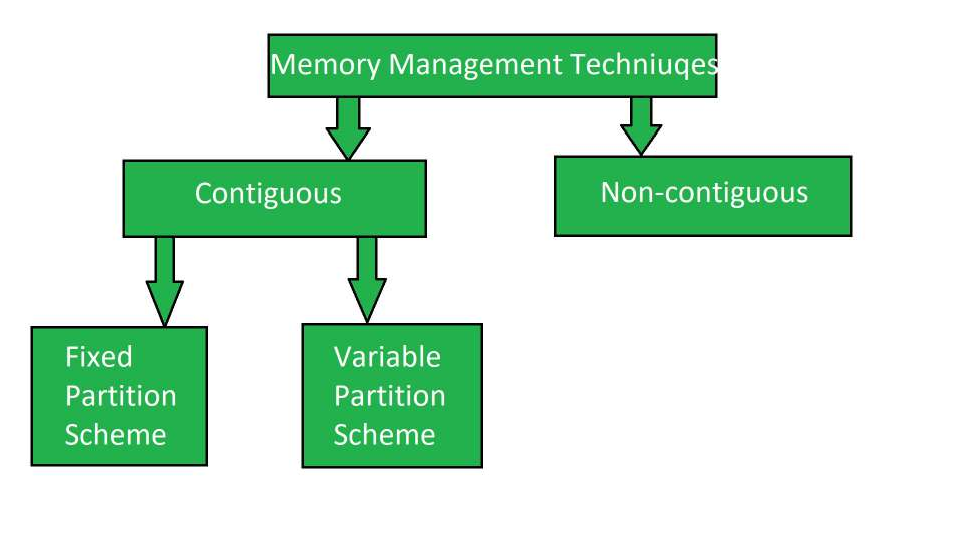 Memory Management Techniuqes
Contiguous
Non-contiguous
Fixed
Partition
Scheme
Variable
Partition
Scheme